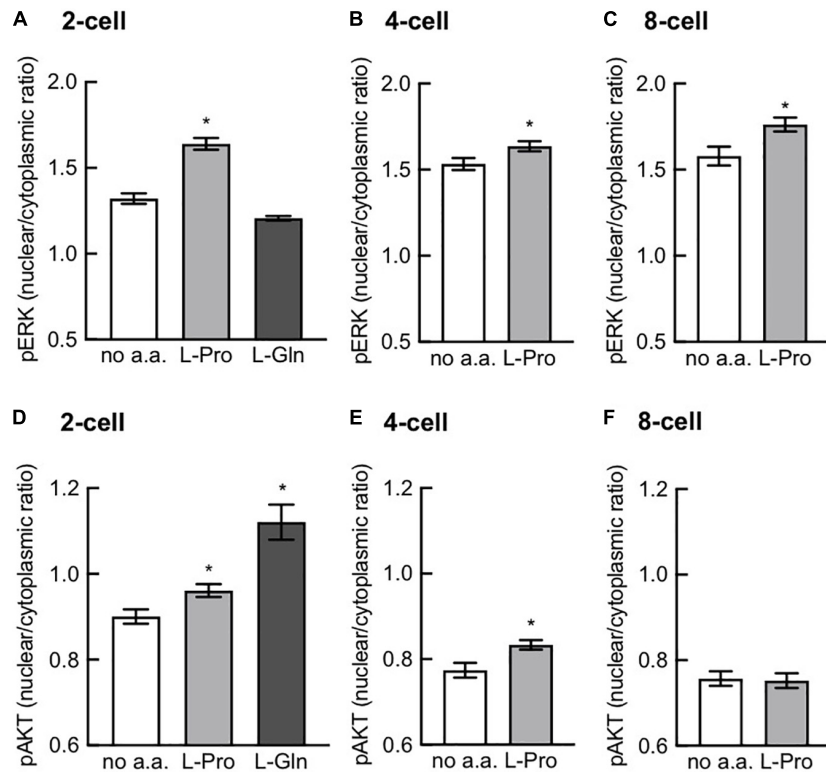 A 2-cell
pERK (nuclear/cytoplasmic ratio)
2.0
1.5
1.0
0.5
*
no a.a. L-Pro L-Gln
B 4-cell
pERK (nuclear/cytoplasmic ratio)
2.0
1.5
1.0
0.5
*
no a.a. L-Pro
C 8-cell
pERK (nuclear/cytoplasmic ratio)
2.0
1.5
1.0
0.5
*
no a.a. L-Pro
D 2-cell
pAKT (nuclear/cytoplasmic ratio)
1.2
1.0
0.8
0.6
*
*
no a.a. L-Pro L-Gln
E 4-cell
pAKT (nuclear/cytoplasmic ratio)
1.2
1.0
0.8
0.6
*
no a.a. L-Pro
F 8-cell
pAKT (nuclear/cytoplasmic ratio)
1.2
1.0
0.8
0.6
no a.a. L-Pro